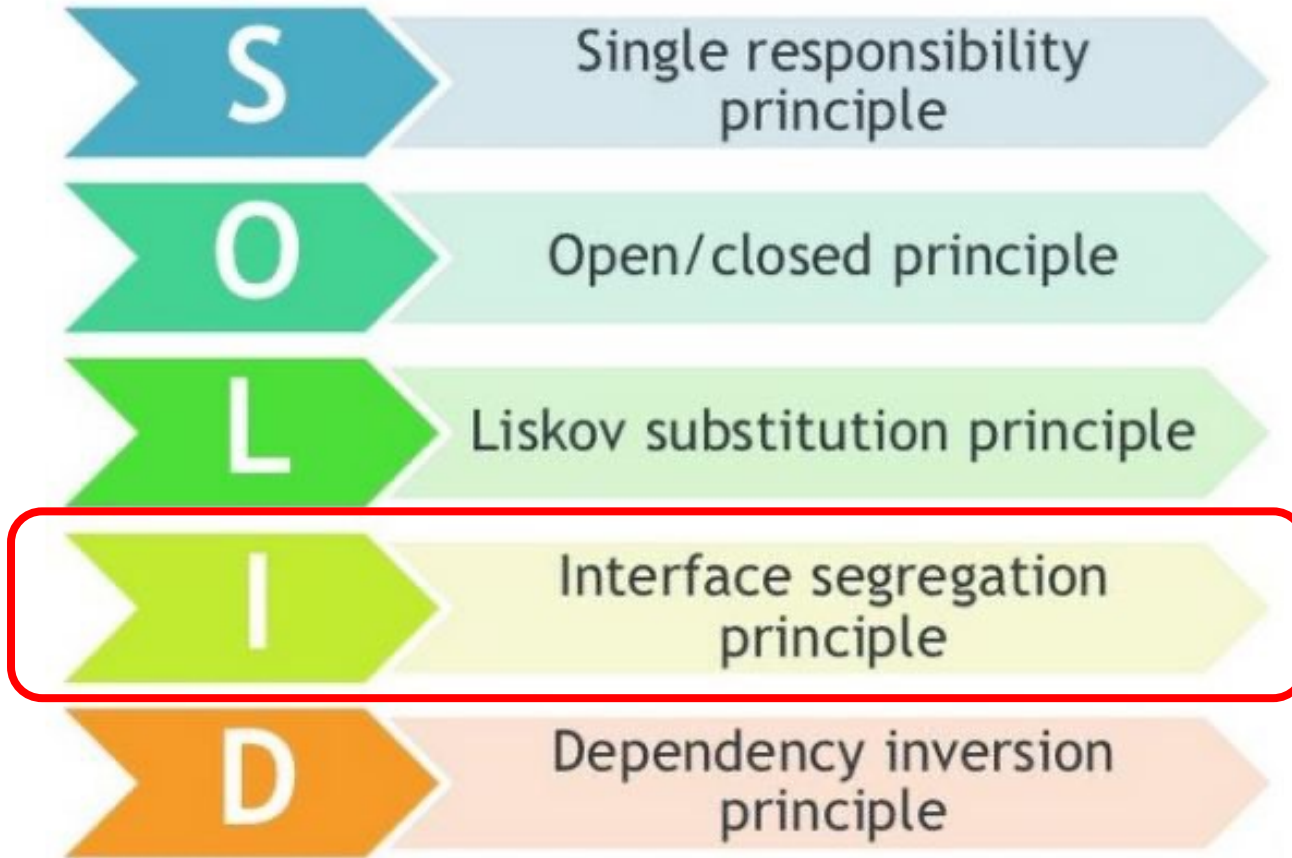 S
Single responsibility
principle
O
Open/closed principle
L
Liskov substitution principle
I
Interface segregation
principle
D
Dependency inversion
principle